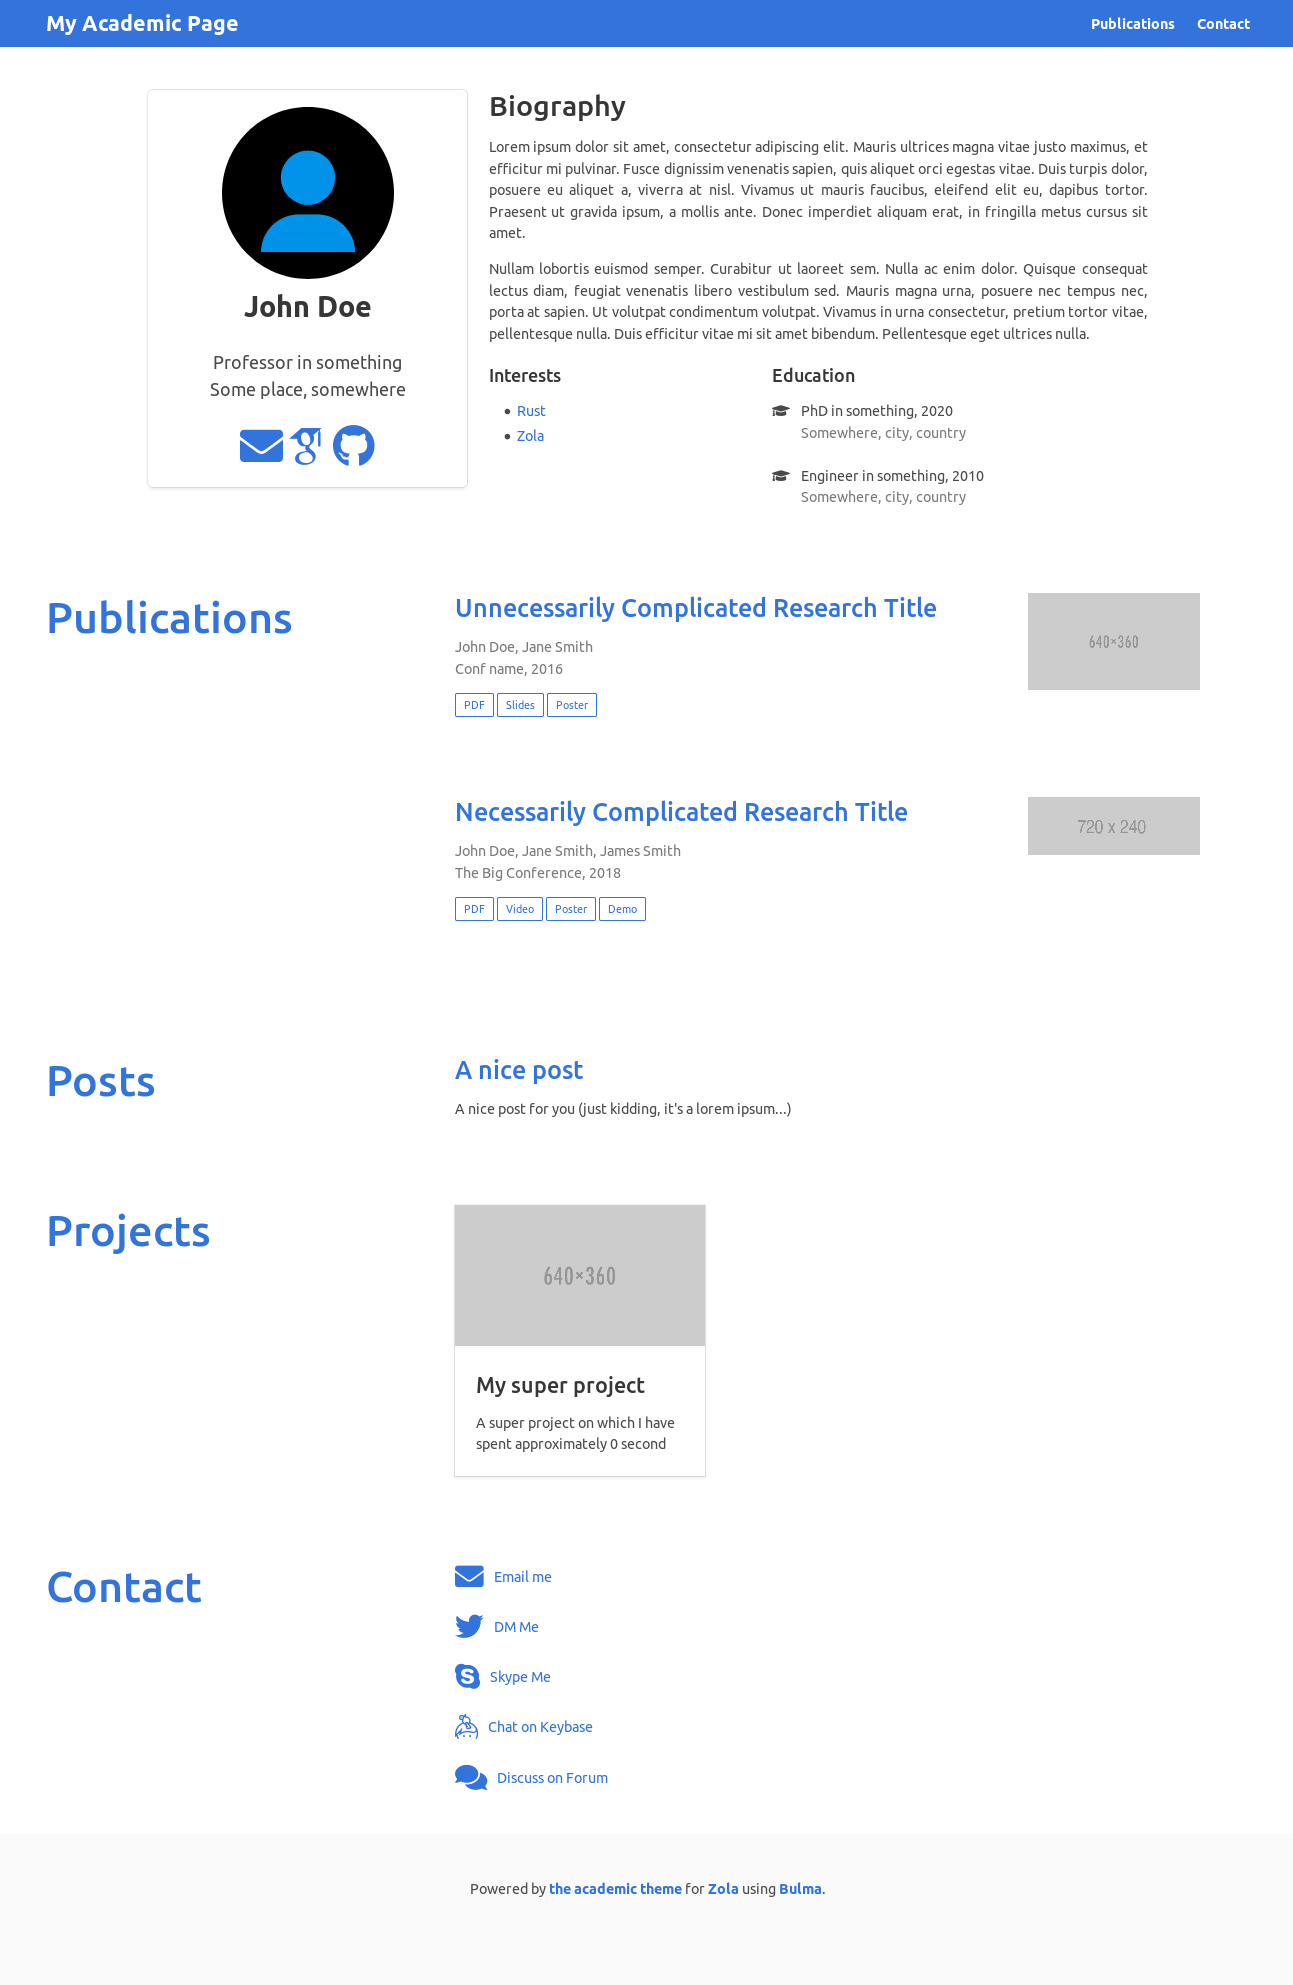 My Academic Page
Publications
Contact
John Doe
Professor in something
Some place, somewhere
Biography
Lorem ipsum dolor sit amet, consectetur adipiscing elit. Mauris ultrices magna vitae justo maximus, et
efficitur mi pulvinar. Fusce dignissim venenatis sapien, quis aliquet orci egestas vitae. Duis turpis dolor,
posuere eu aliquet a, viverra at nisl. Vivamus ut mauris faucibus, eleifend elit eu, dapibus tortor.
Praesent ut gravida ipsum, a mollis ante. Donec imperdiet aliquam erat, in fringilla metus cursus sit
amet.
Nullam lobortis euismod semper. Curabitur ut laoreet sem. Nulla ac enim dolor. Quisque consequat
lectus diam, feugiat venenatis libero vestibulum sed. Mauris magna urna, posuere nec tempus nec,
porta at sapien. Ut volutpat condimentum volutpat. Vivamus in urna consectetur, pretium tortor vitae,
pellentesque nulla. Duis efficitur vitae mi sit amet bibendum. Pellentesque eget ultrices nulla.
Interests
• Rust
• Zola
Education
PhD in something, 2020
Somewhere, city, country
Engineer in something, 2010
Somewhere, city, country
Publications
Unnecessarily Complicated Research Title
John Doe, Jane Smith
Conf name, 2016
PDF Slides Poster
640×360
Necessarily Complicated Research Title
John Doe, Jane Smith, James Smith
The Big Conference, 2018
PDF Video Poster Demo
720 x 240
Posts
A nice post
A nice post for you (just kidding, it's a lorem ipsum...)
Projects
640×360
My super project
A super project on which I have
spent approximately 0 second
Contact
Email me
DM Me
Skype Me
Chat on Keybase
Discuss on Forum
Powered by the academic theme for Zola using Bulma.